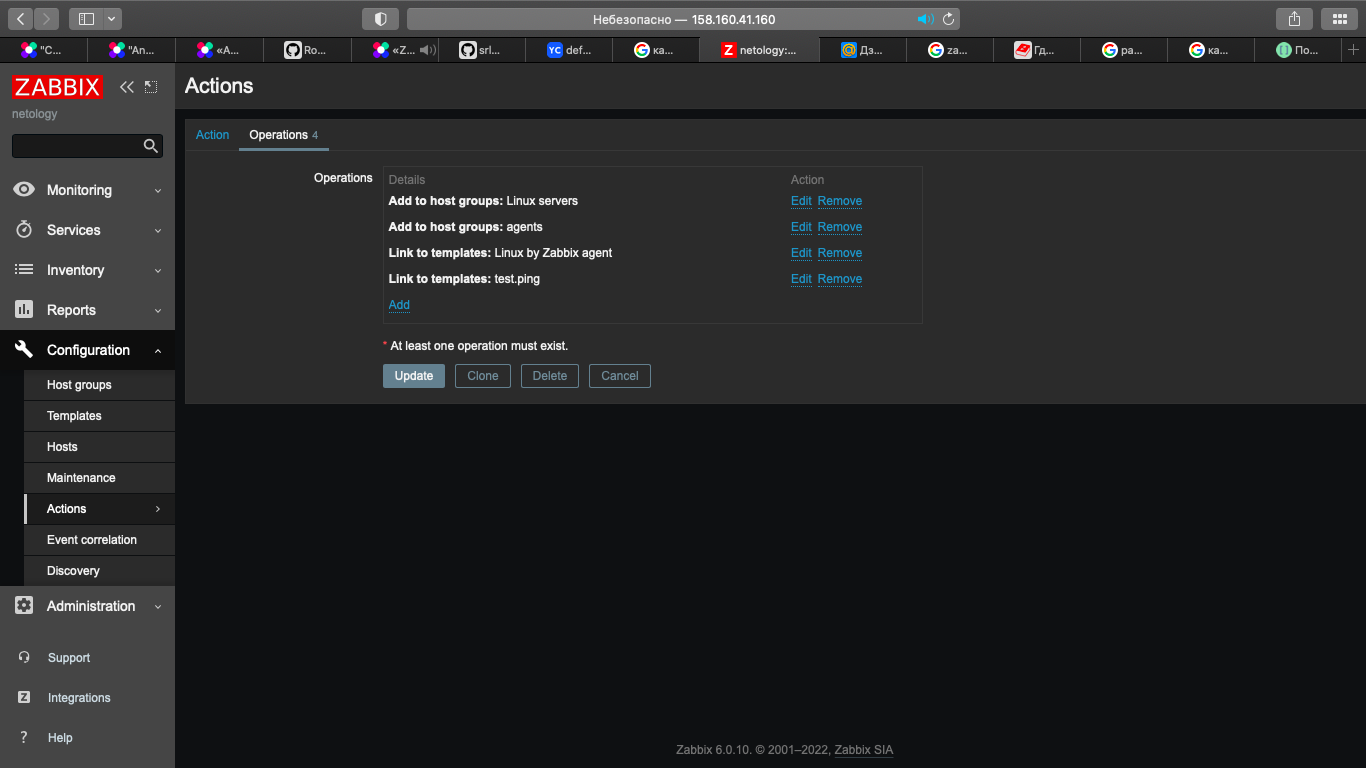 Небезопасно — 158.160.41.160
"С...
"An...
«А...
Ro...
«Z...
srl...
YC def...
ка...
Z netology:...
Дз...
za...
Гд...
pa...
ка...
По...
ZABBIX
netology
Monitoring
Services
Inventory
Reports
Configuration
Host groups
Templates
Hosts
Maintenance
Actions
Event correlation
Discovery
Administration
Support
Z Integrations
? Help
Actions
Action Operations 4
Operations
Details Action
Add to host groups: Linux servers Edit Remove
Add to host groups: agents Edit Remove
Link to templates: Linux by Zabbix agent Edit Remove
Link to templates: test.ping Edit Remove
Add
* At least one operation must exist.
Update Clone Delete Cancel
Zabbix 6.0.10. © 2001–2022, Zabbix SIA